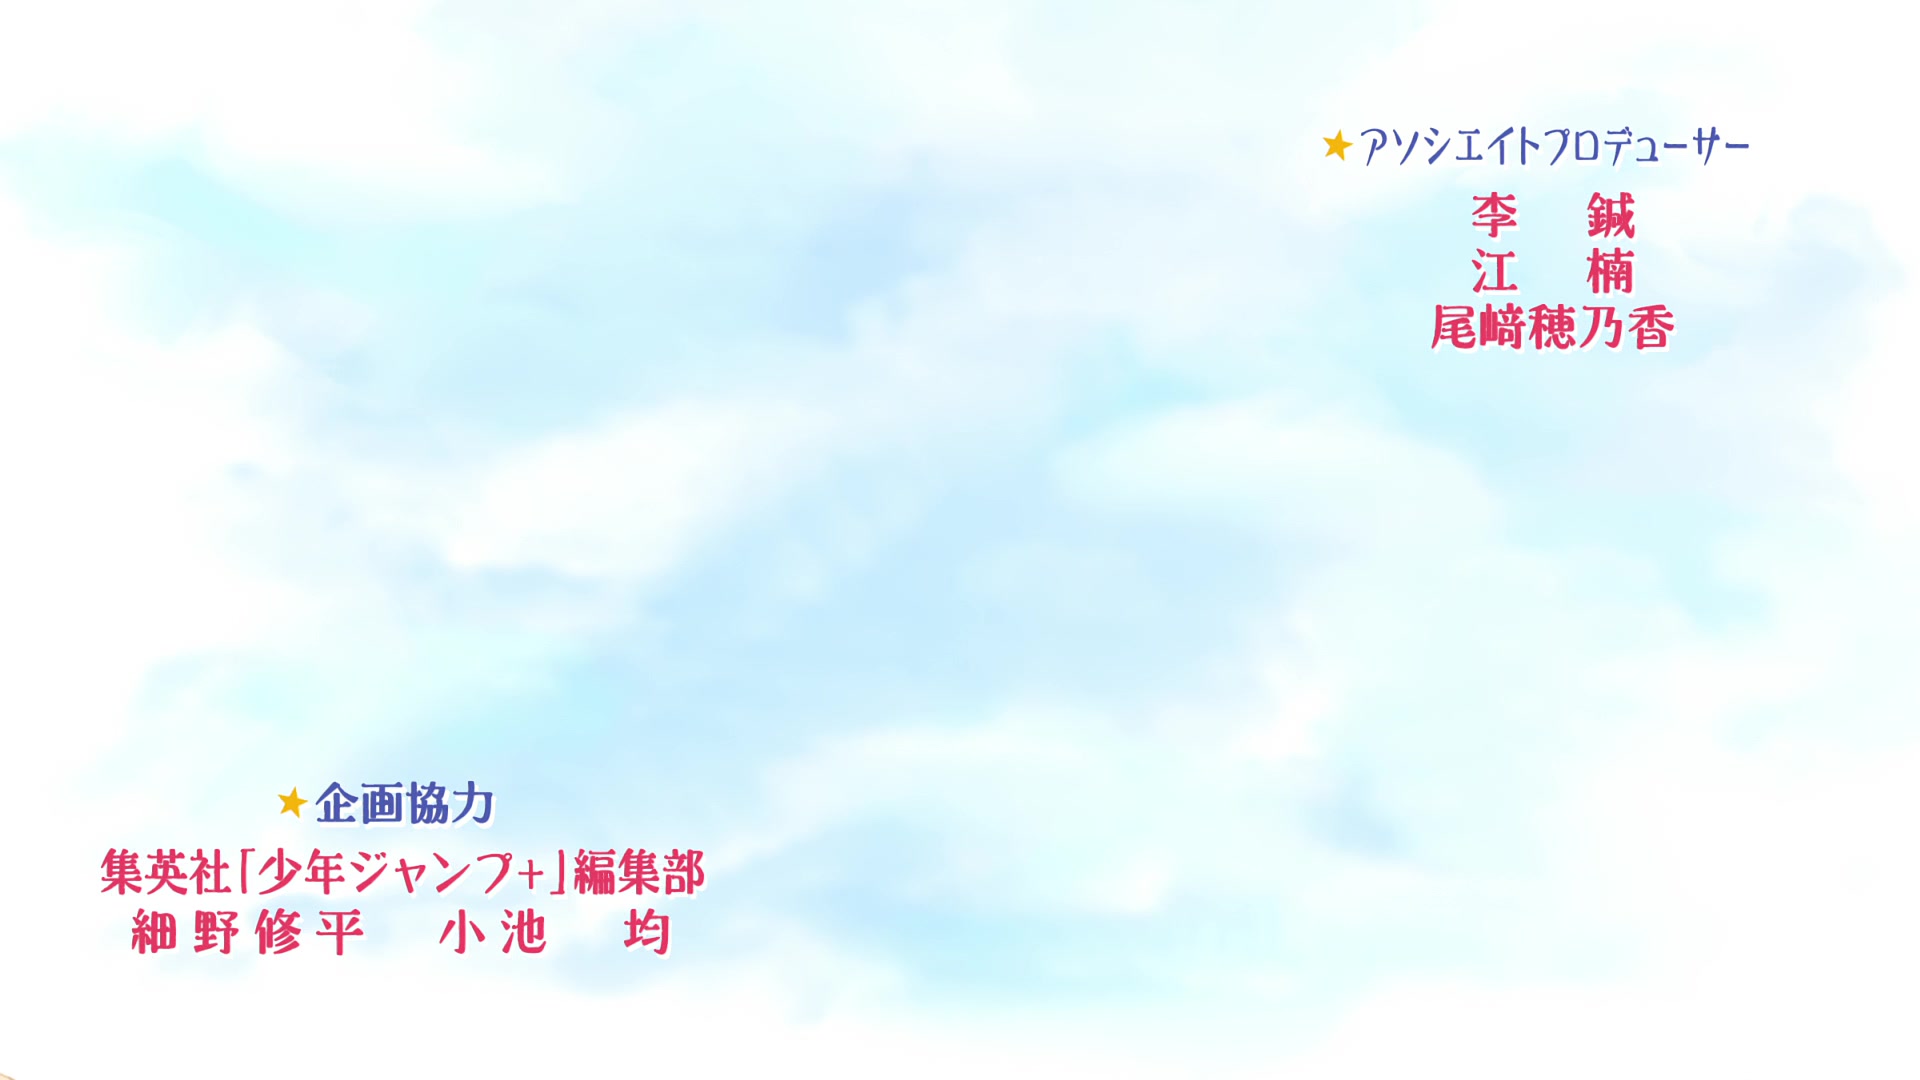 ★アソシエイトプロデューサー
李 鍼
江 楠
尾﨑穂乃香
★企画協力
集英社「少年ジャンプ+」編集部
細野修平 小池 均